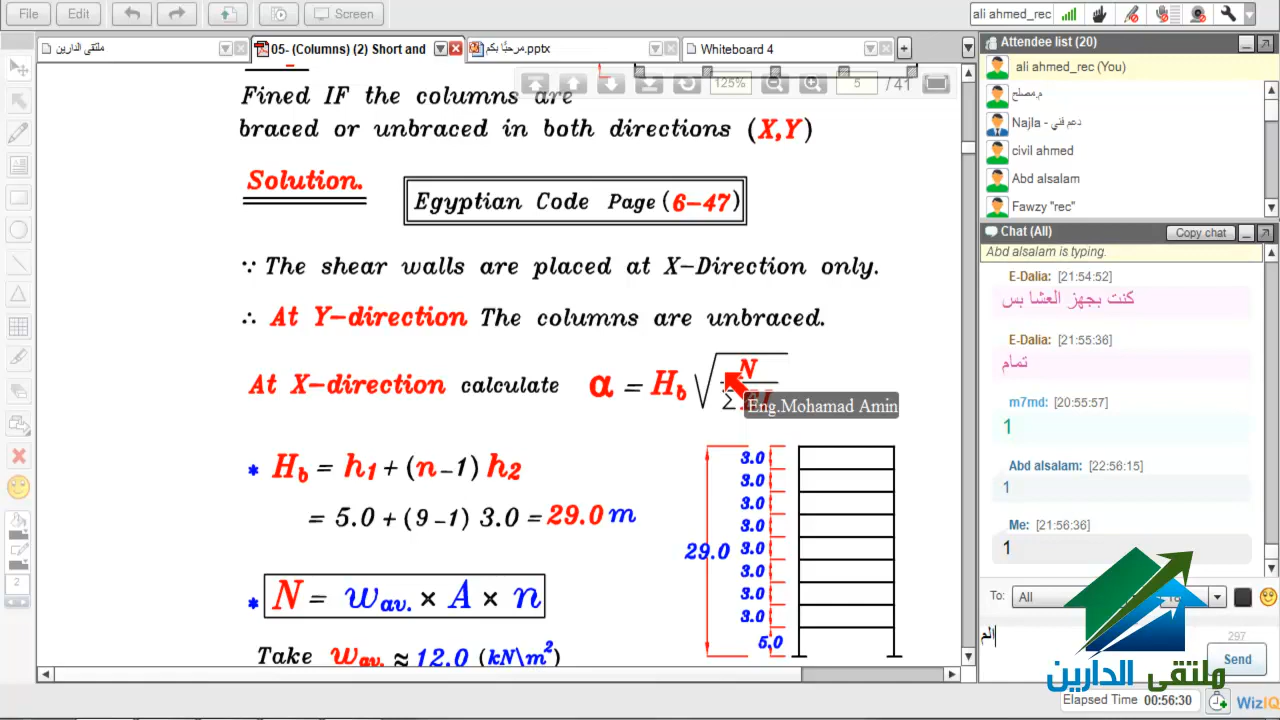 File
Edit
Screen
ali ahmed_rec
ملتقى الدارين
05- (Columns) (2) Short and
مرحبًا بكم.pptx
Whiteboard 4
125%
5
/ 41
Fined IF the columns are
braced or unbraced in both directions (X,Y)
Solution.
Egyptian Code Page (6-47)
∵ The shear walls are placed at X-Direction only.
∴ At Y-direction The columns are unbraced.
At X-direction calculate α = Hb √ N
Σ
Eng.Mohamad Amin
* Hb = h1 + (n-1) h2
= 5.0 + (9-1) 3.0 = 29.0 m
* N = wav. × A × n
Take wav. ≈ 12.0 (kN\m²)
3.0
3.0
3.0
3.0
29.0
3.0
3.0
3.0
3.0
5.0
Attendee list (20)
ali ahmed_rec (You)
م.مصلح
Najla - دعم فني
civil ahmed
Abd alsalam
Fawzy "rec"
Chat (All)
Copy chat
Abd alsalam is typing.
E-Dalia: [21:54:52]
كنت بجهز العشا بس
E-Dalia: [21:55:36]
تمام
m7md: [20:55:57]
1
Abd alsalam: [22:56:15]
1
Me: [21:56:36]
1
To:
All
الم
297
Send
ملتقى الدارين
Elapsed Time 00:56:30
WizIQ
2